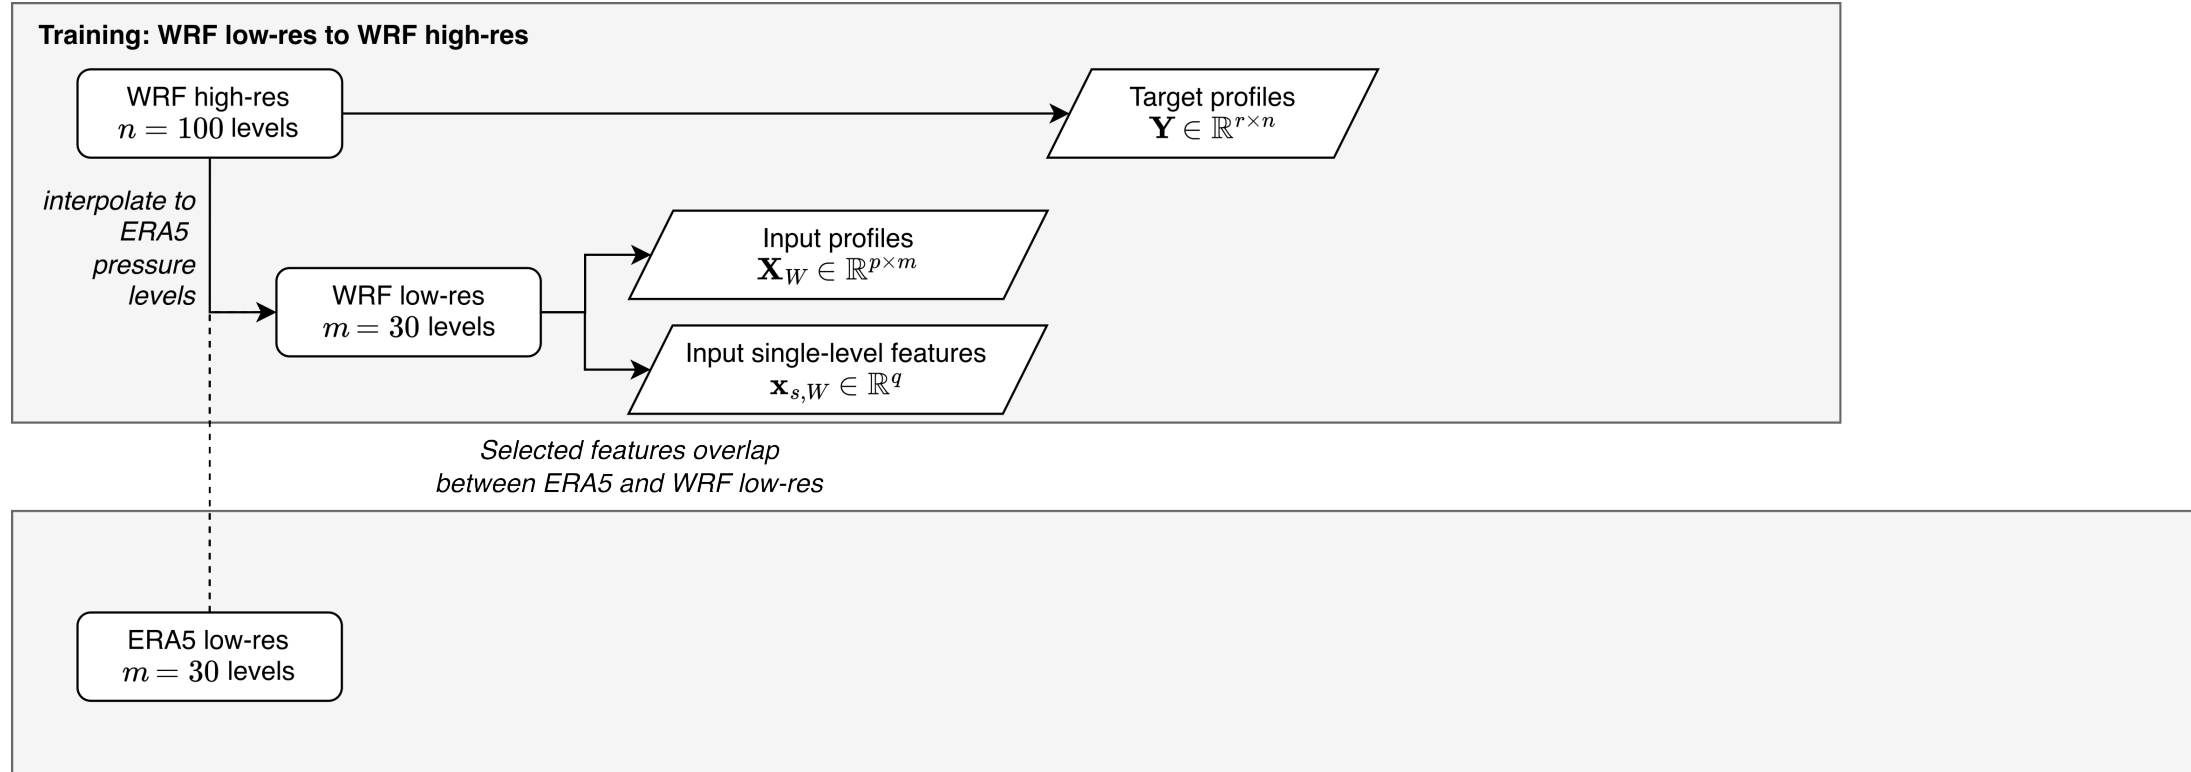 Training: WRF low-res to WRF high-res
WRF high-res
n = 100 levels
Target profiles
𝐘 ∈ ℝ^{r×n}
interpolate to
ERA5
pressure
levels
Input profiles
𝐗_W ∈ ℝ^{p×m}
WRF low-res
m = 30 levels
Input single-level features
𝐱_{s,W} ∈ ℝ^q
Selected features overlap
between ERA5 and WRF low-res
ERA5 low-res
m = 30 levels